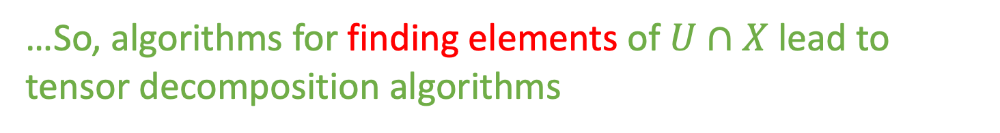 …So, algorithms for finding elements of 𝑈 ∩ 𝑋 lead to
tensor decomposition algorithms